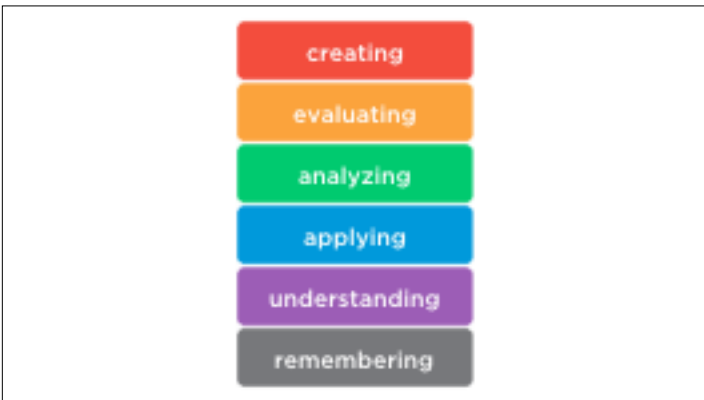 creating
evaluating
analyzing
applying
understanding
remembering